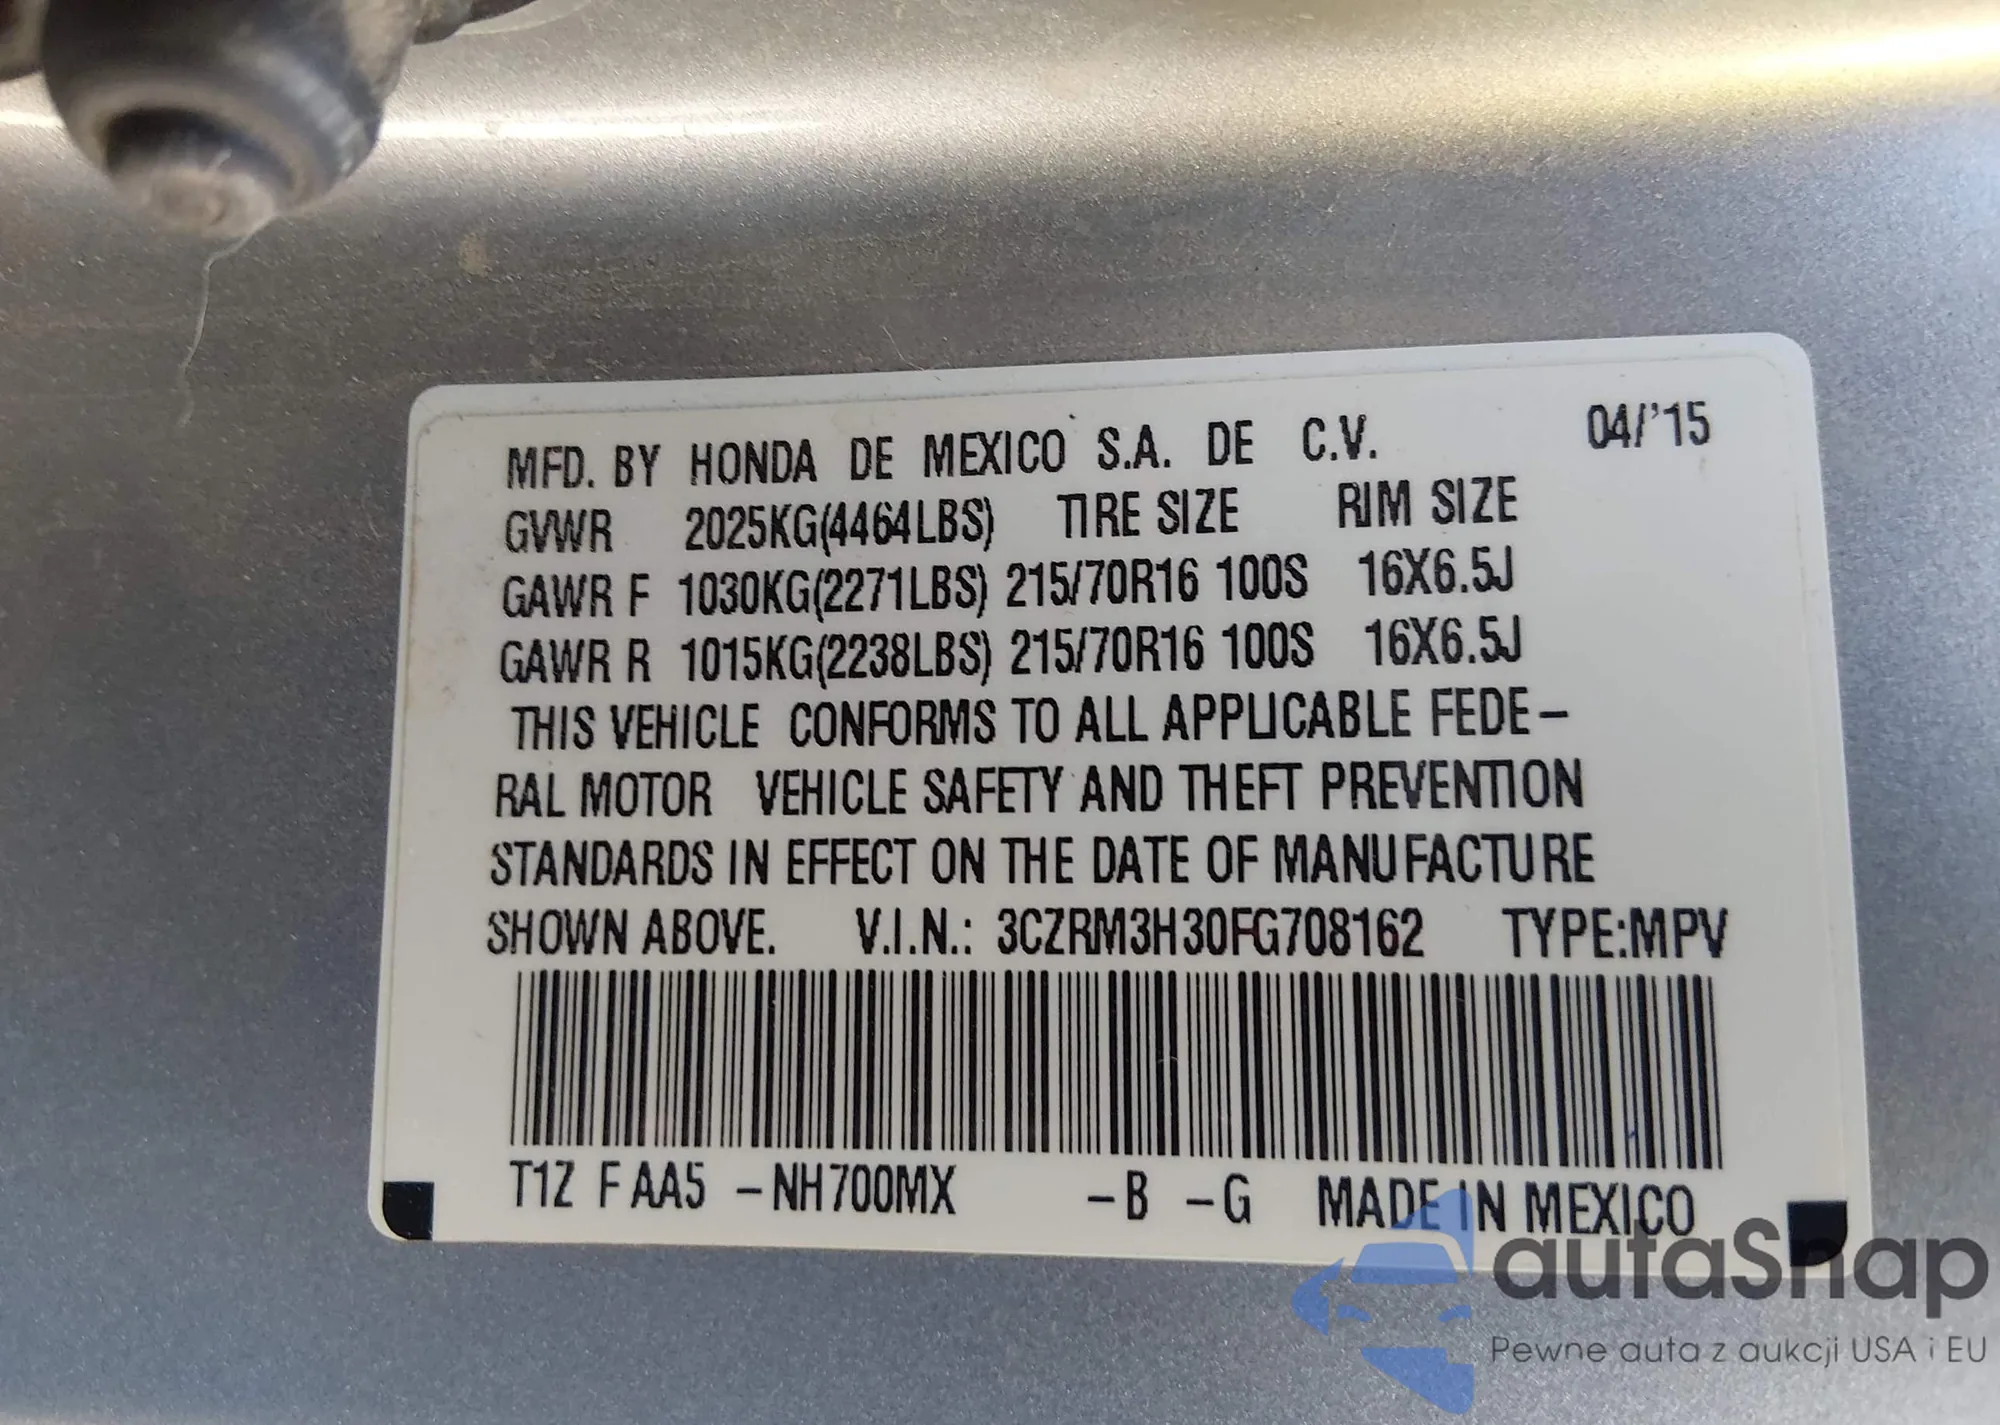 MFD. BY HONDA DE MEXICO S.A. DE C.V. 04/'15
GVWR 2025KG(4464LBS) TIRE SIZE RIM SIZE
GAWR F 1030KG(2271LBS) 215/70R16 100S 16X6.5J
GAWR R 1015KG(2238LBS) 215/70R16 100S 16X6.5J
THIS VEHICLE CONFORMS TO ALL APPLICABLE FEDE-
RAL MOTOR VEHICLE SAFETY AND THEFT PREVENTION
STANDARDS IN EFFECT ON THE DATE OF MANUFACTURE
SHOWN ABOVE. V.I.N.: 3CZRM3H30FG708162 TYPE:MPV
T1Z F AA5 -NH700MX -B -G MADE IN MEXICO
autaSnap
Pewne auta z aukcji USA i EU